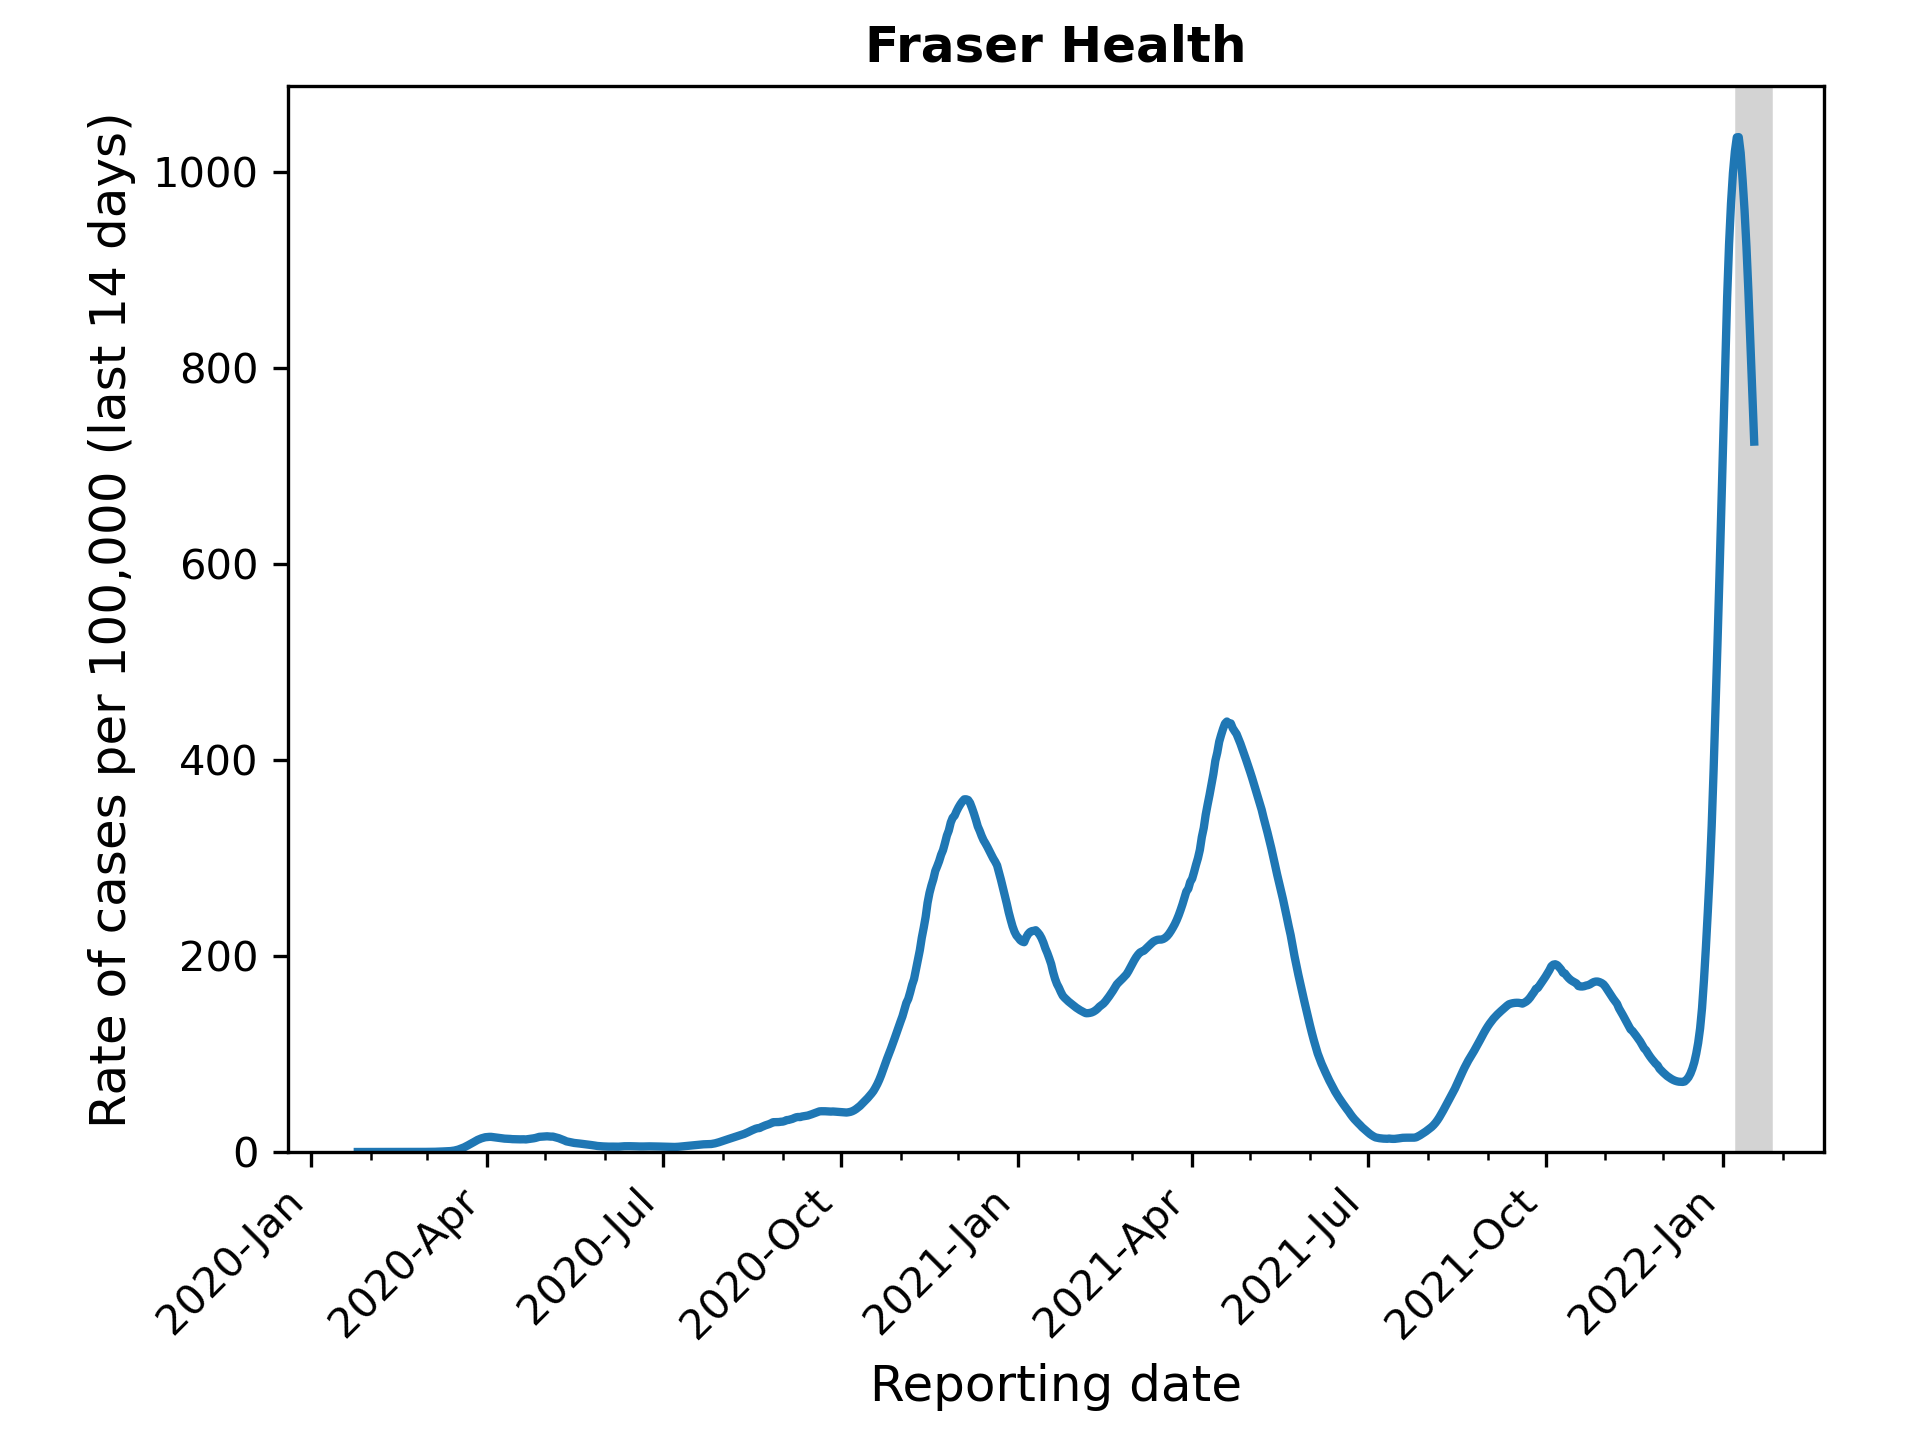 Fraser Health
Rate of cases per 100,000 (last 14 days)
1000
800
600
400
200
0
2020-Jan
2020-Apr
2020-Jul
2020-Oct
2021-Jan
2021-Apr
2021-Jul
2021-Oct
2022-Jan
Reporting date